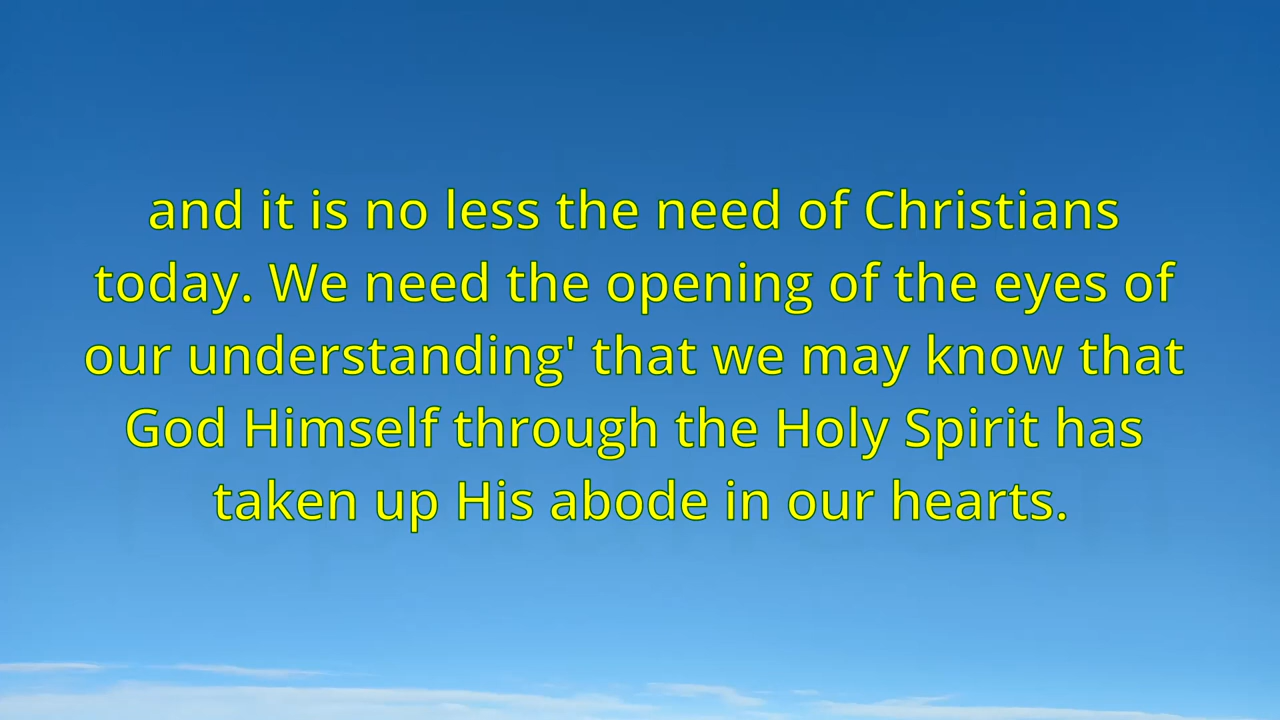 and it is no less the need of Christians
today. We need the opening of the eyes of
our understanding' that we may know that
God Himself through the Holy Spirit has
taken up His abode in our hearts.